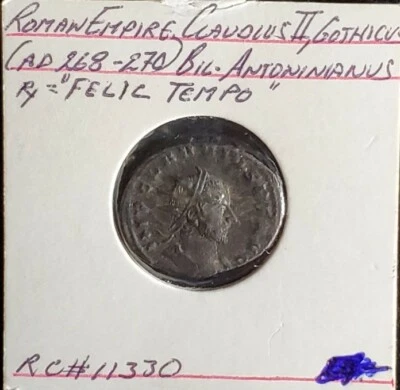 ROMAN EMPIRE. CLAUDIUS II, GOTHICUS
(AD 268-270) BIL. ANTONINIANUS
R= "FELIC TEMPO"
RC# 11330